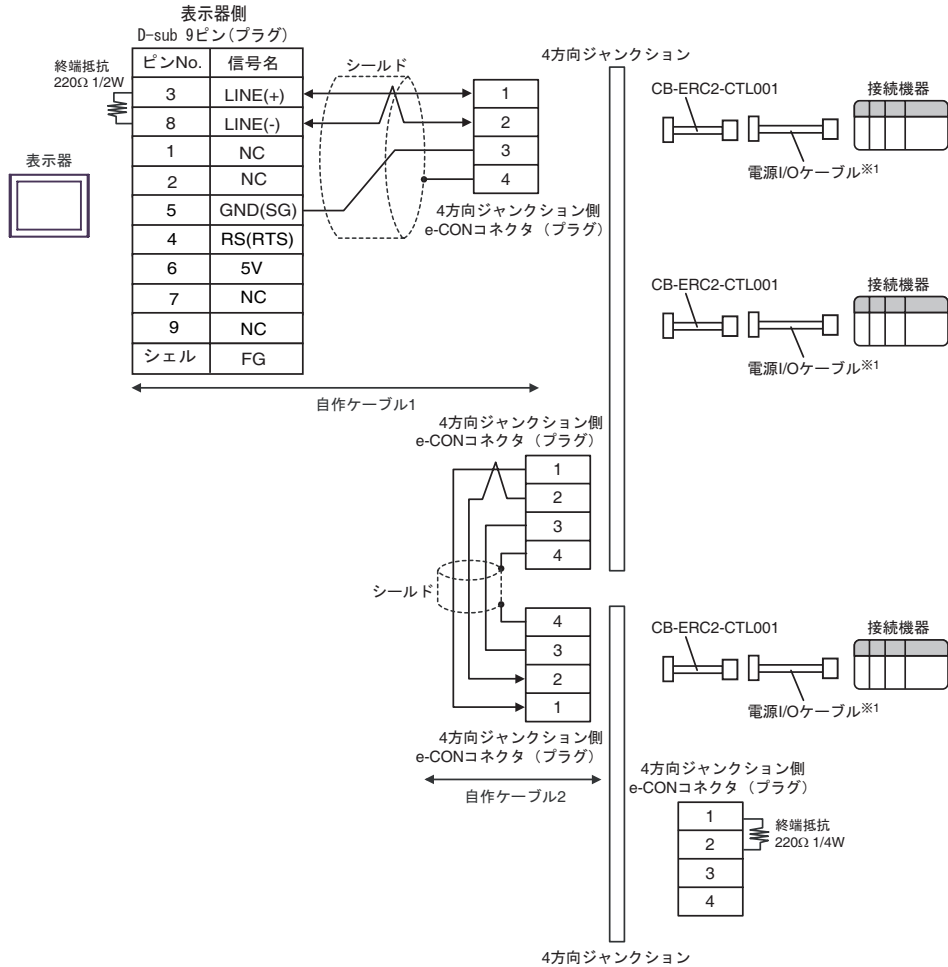 表示器側
D-sub 9ピン(プラグ)
終端抵抗
220Ω 1/2W
ピンNo. 信号名
3 LINE(+)
8 LINE(-)
1 NC
2 NC
5 GND(SG)
4 RS(RTS)
6 5V
7 NC
9 NC
シェル FG
表示器
シールド
1
2
3
4
4方向ジャンクション側
e-CONコネクタ（プラグ）
自作ケーブル1
4方向ジャンクション
CB-ERC2-CTL001
接続機器
電源I/Oケーブル※1
CB-ERC2-CTL001
接続機器
電源I/Oケーブル※1
4方向ジャンクション側
e-CONコネクタ（プラグ）
1
2
3
4
シールド
4
3
2
1
4方向ジャンクション側
e-CONコネクタ（プラグ）
自作ケーブル2
CB-ERC2-CTL001
接続機器
電源I/Oケーブル※1
4方向ジャンクション側
e-CONコネクタ（プラグ）
1
2
3
4
終端抵抗
220Ω 1/4W
4方向ジャンクション